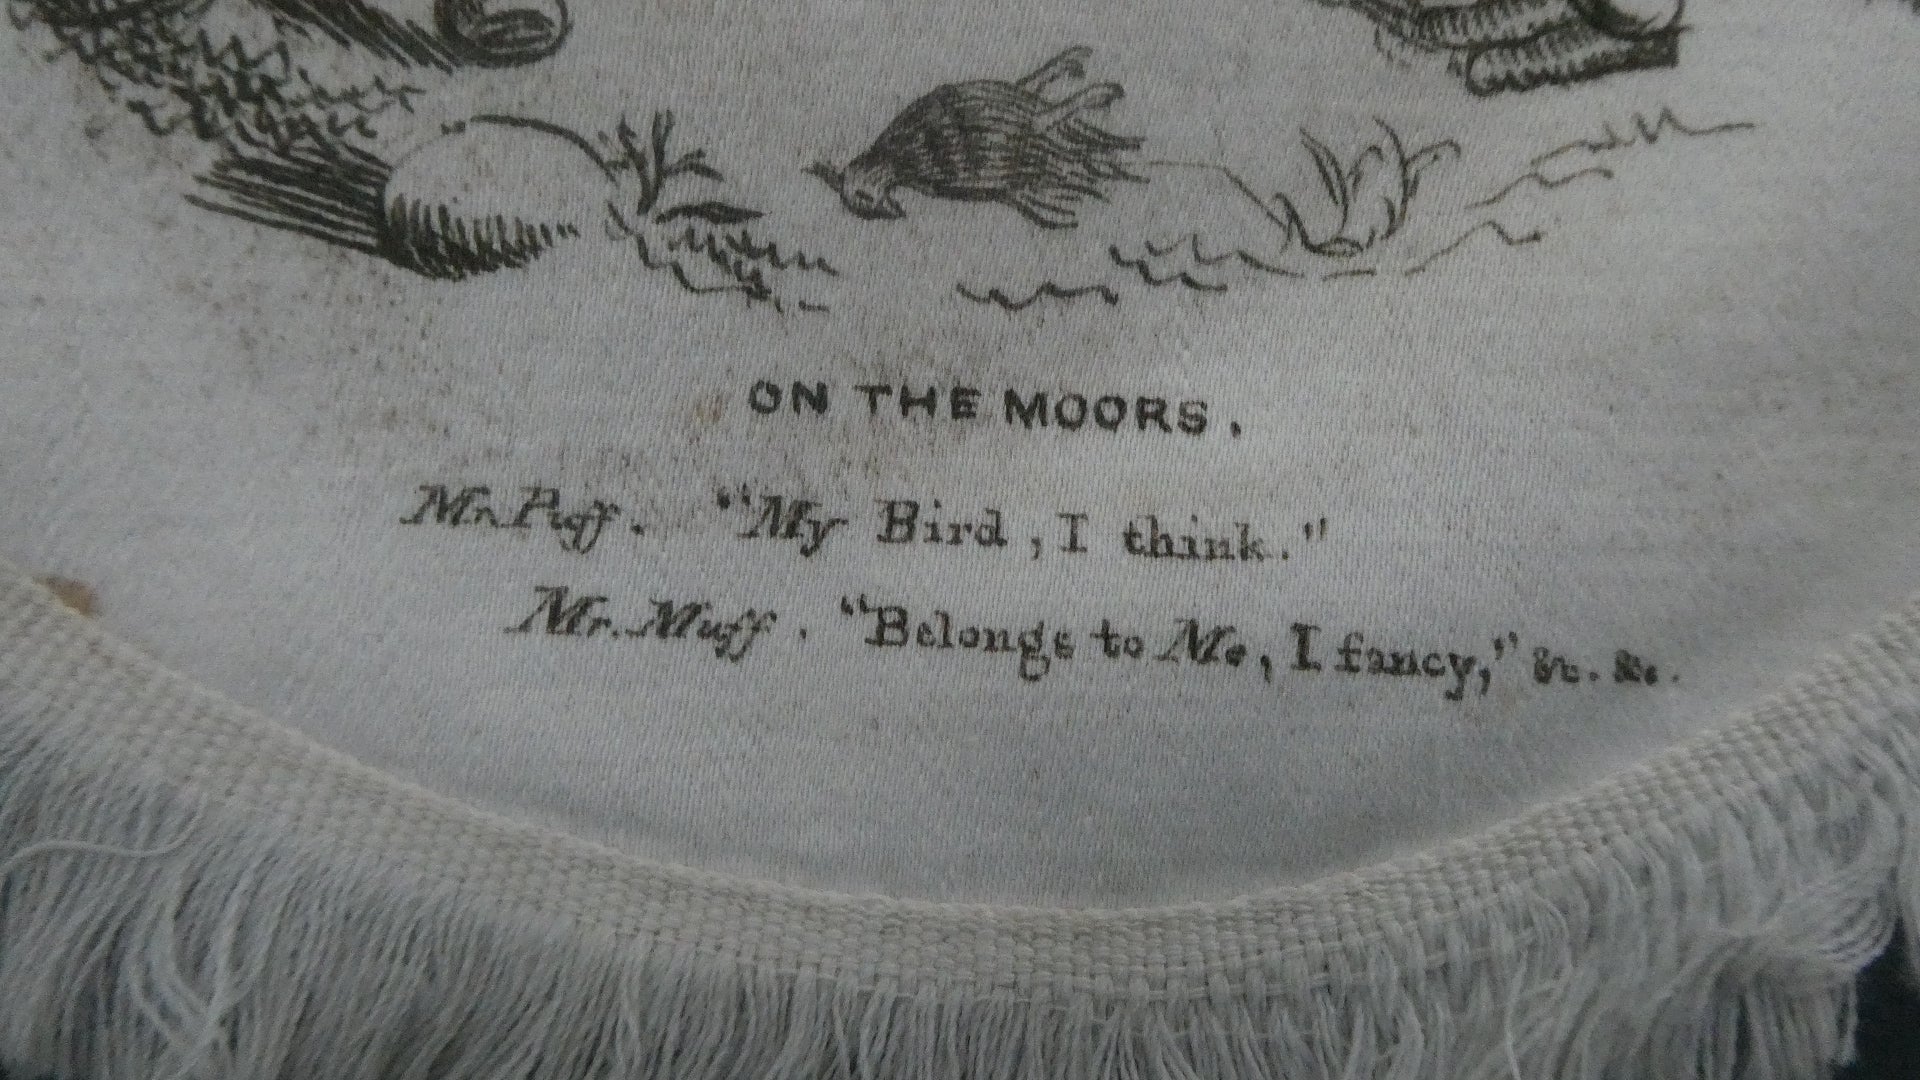 ON THE MOORS.
Mr. Puff. "My Bird, I think."
Mr. Muff. "Belongs to Me, I fancy," &c. &c.